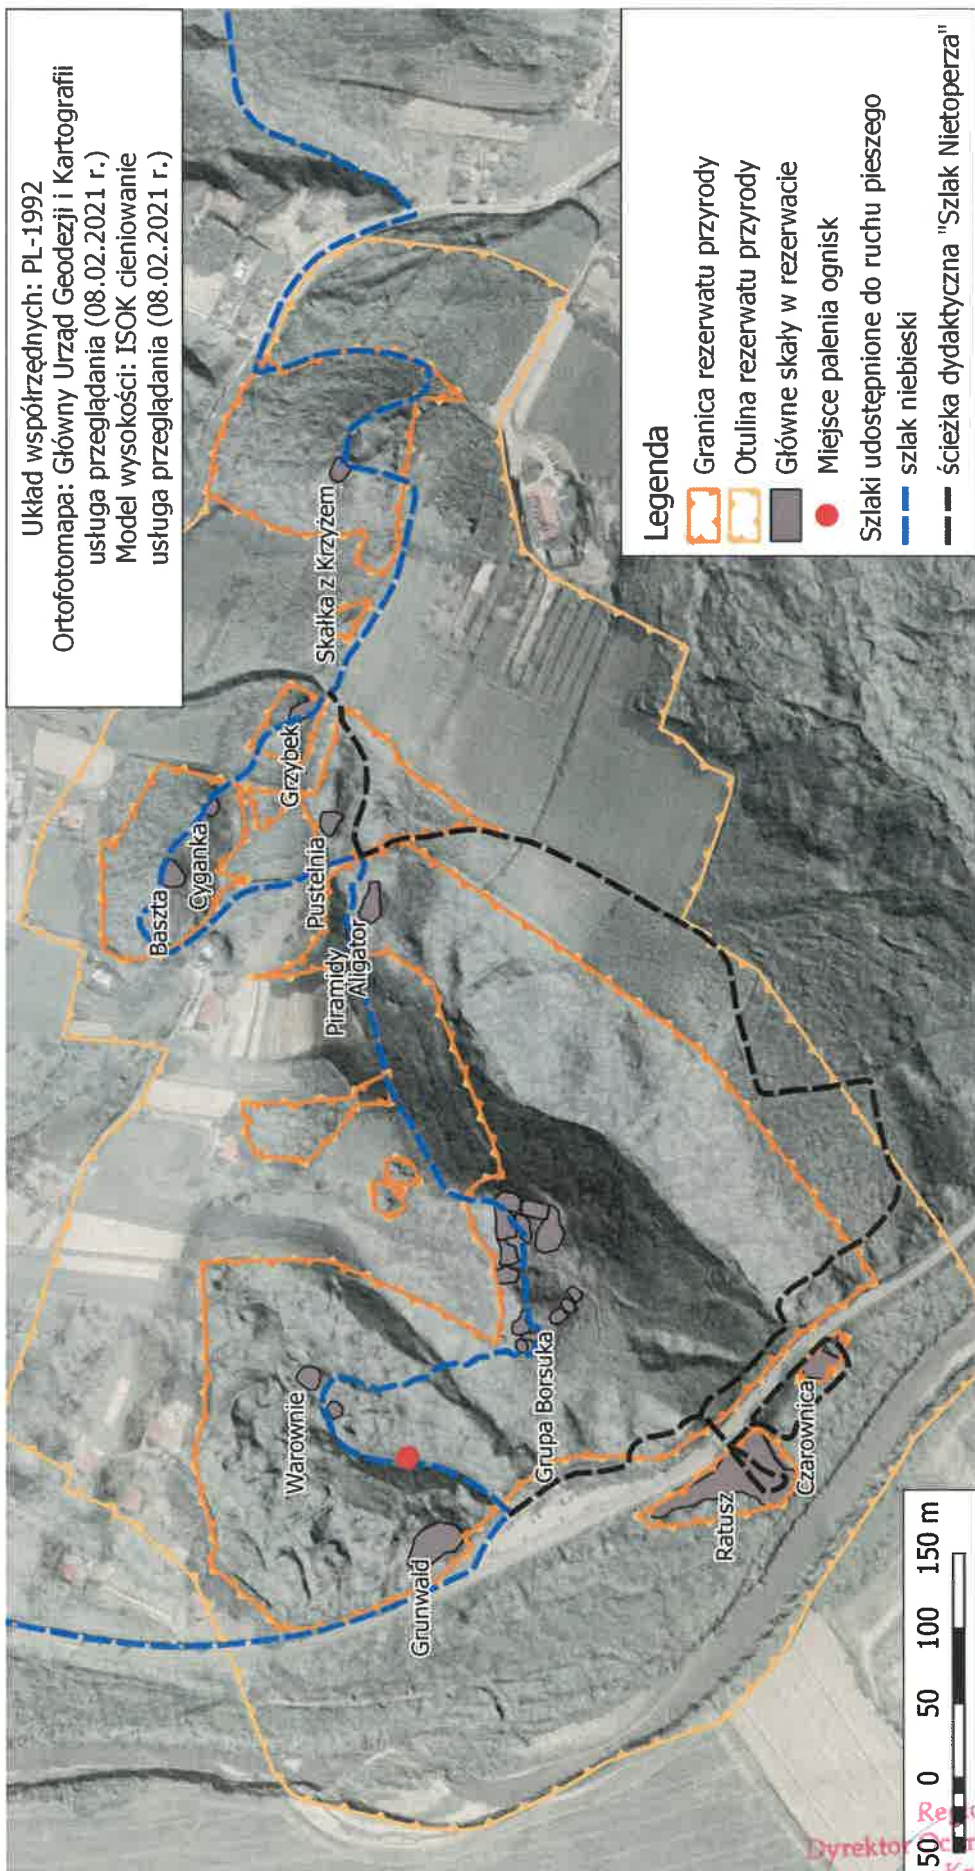 Układ współrzędnych: PL-1992
Ortofotomapa: Główny Urząd Geodezji i Kartografii
usługa przeglądania (08.02.2021 r.)
Model wysokości: ISOK cieniowanie
usługa przeglądania (08.02.2021 r.)
Skałka z Krzyżem
Grzybek
Cyganka
Baszta
Pustelnia
Piramidy
Aligator
Warownie
Grunwald
Grupa Borsuka
Ratusz
Czarownica
Legenda
Granica rezerwatu przyrody
Otulina rezerwatu przyrody
Główne skały w rezerwacie
Miejsce palenia ognisk
Szlaki udostępnione do ruchu pieszego
szlak niebieski
ścieżka dydaktyczna "Szlak Nietoperza"
50 0 50 100 150 m
Dyrektor